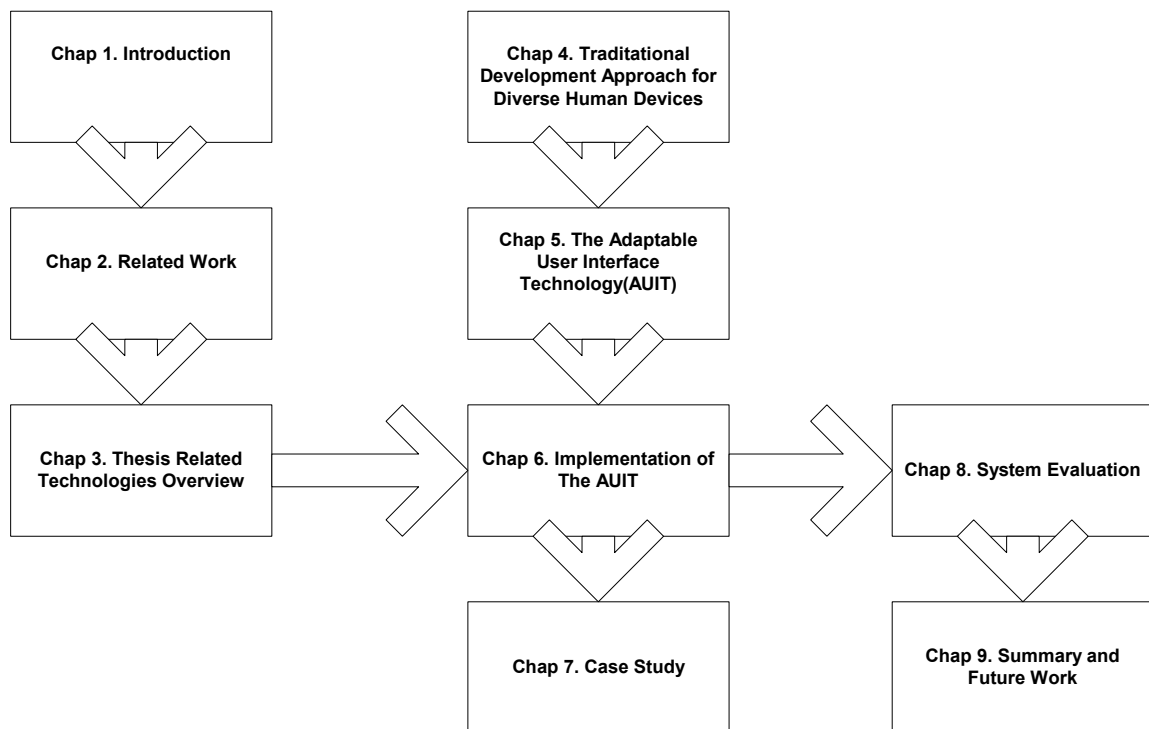 Chap 1. Introduction
Chap 2. Related Work
Chap 3. Thesis Related
Technologies Overview
Chap 4. Traditational
Development Approach for
Diverse Human Devices
Chap 5. The Adaptable
User Interface
Technology(AUIT)
Chap 6. Implementation of
The AUIT
Chap 7. Case Study
Chap 8. System Evaluation
Chap 9. Summary and
Future Work